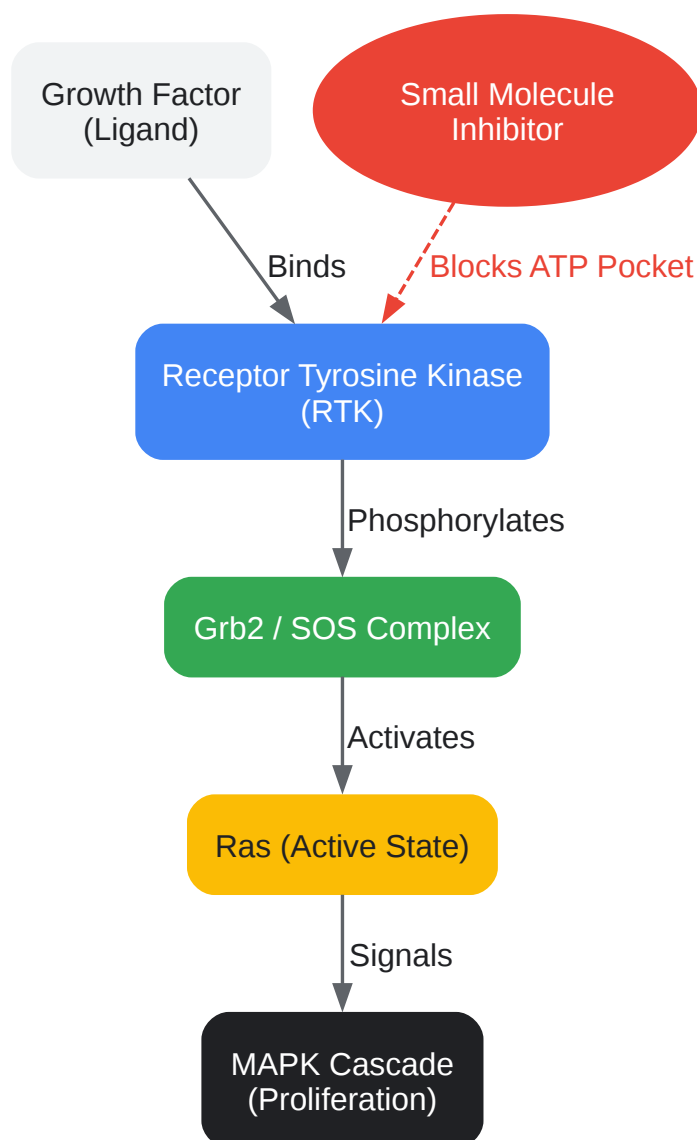 Growth Factor
(Ligand)
Small Molecule
Inhibitor
Binds
Blocks ATP Pocket
Receptor Tyrosine Kinase
(RTK)
Phosphorylates
Grb2 / SOS Complex
Activates
Ras (Active State)
Signals
MAPK Cascade
(Proliferation)